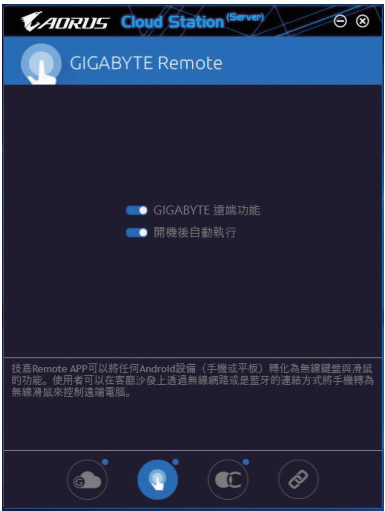 AORUS Cloud Station (Server)
GIGABYTE Remote
GIGABYTE 遠端功能
開機後自動執行
技嘉Remote APP可以將任何Android設備（手機或平板）轉化為無線鍵盤與滑鼠
的功能。使用者可以在客廳沙發上透過無線網路或是藍牙的連結方式將手機轉為
無線滑鼠來控制遠端電腦。
G